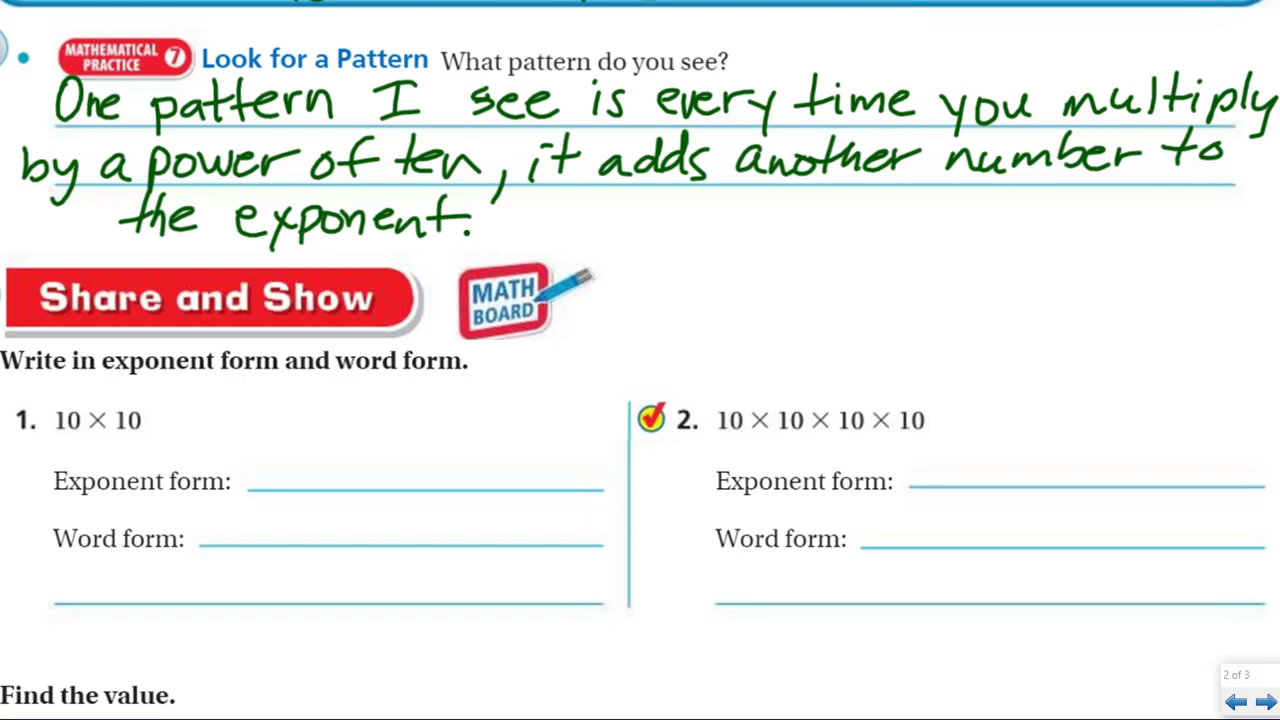 MATHEMATICAL PRACTICE 7 Look for a Pattern What pattern do you see?
One pattern I see is every time you multiply
by a power of ten, it adds another number to
the exponent.
Share and Show
MATH BOARD
Write in exponent form and word form.
1. 10 × 10
Exponent form:
Word form:
2. 10 × 10 × 10 × 10
Exponent form:
Word form:
Find the value.
2 of 3